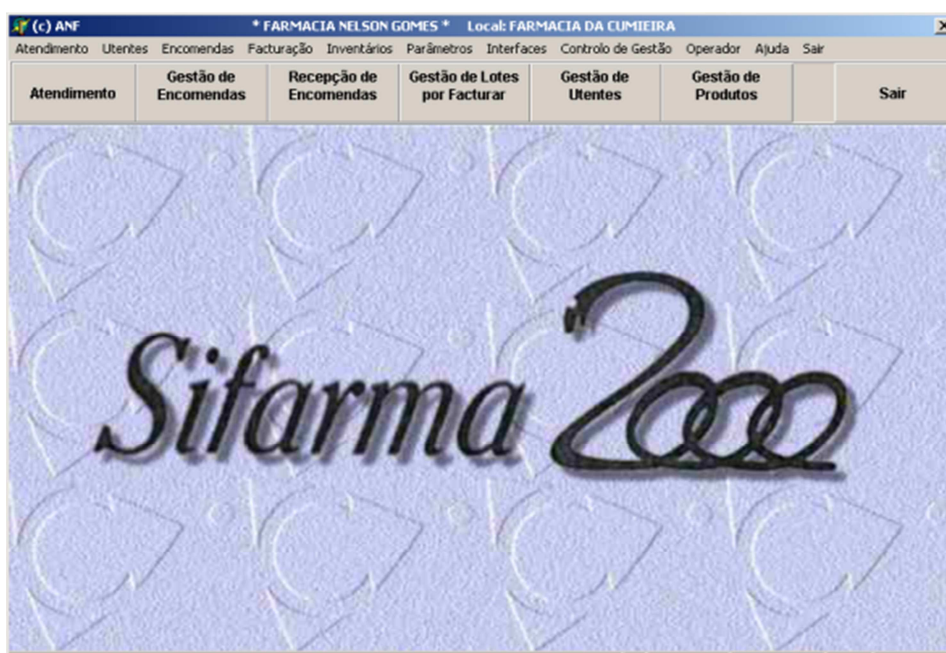 (c) ANF * FARMACIA NELSON GOMES * Local: FARMACIA DA CUMIEIRA
Atendimento Utentes Encomendas Facturação Inventários Parâmetros Interfaces Controlo de Gestão Operador Ajuda Sair
Atendimento
Gestão de
Encomendas
Recepção de
Encomendas
Gestão de Lotes
por Facturar
Gestão de
Utentes
Gestão de
Produtos
Sair
Sifarma 2000